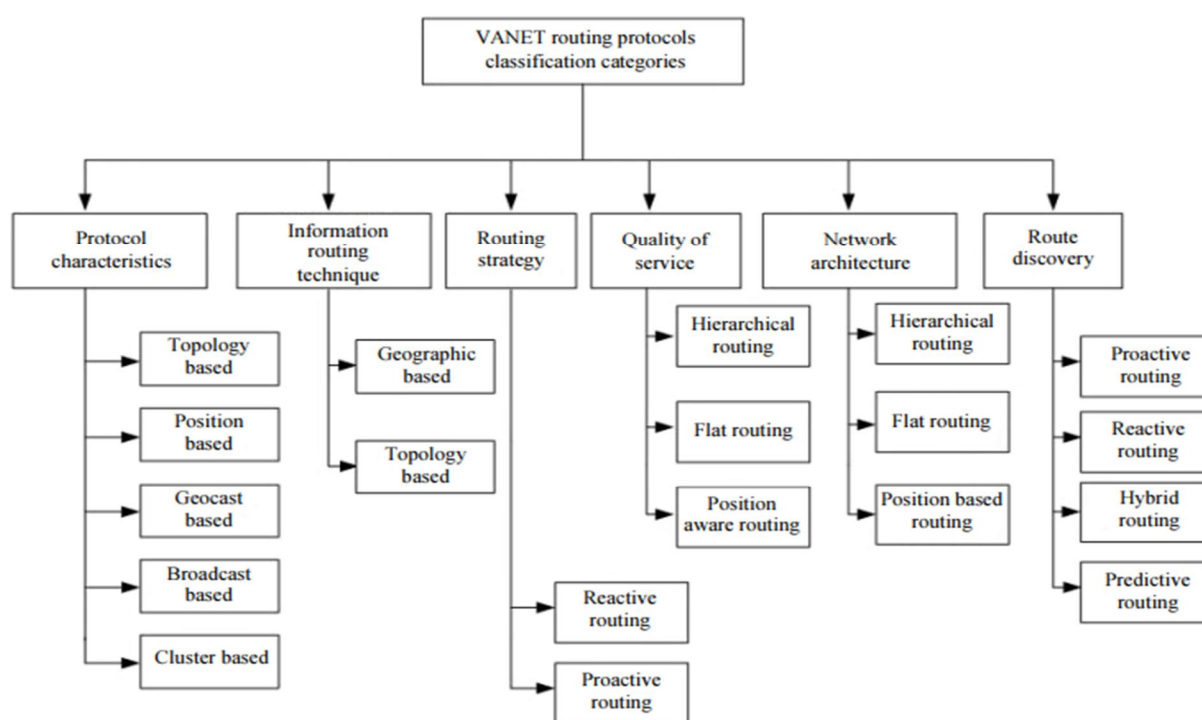 VANET routing protocols
classification categories
Protocol
characteristics
Information
routing
technique
Routing
strategy
Quality of
service
Network
architecture
Route
discovery
Topology
based
Position
based
Geocast
based
Broadcast
based
Cluster based
Geographic
based
Topology
based
Reactive
routing
Proactive
routing
Hierarchical
routing
Flat routing
Position
aware routing
Hierarchical
routing
Flat routing
Position based
routing
Proactive
routing
Reactive
routing
Hybrid
routing
Predictive
routing